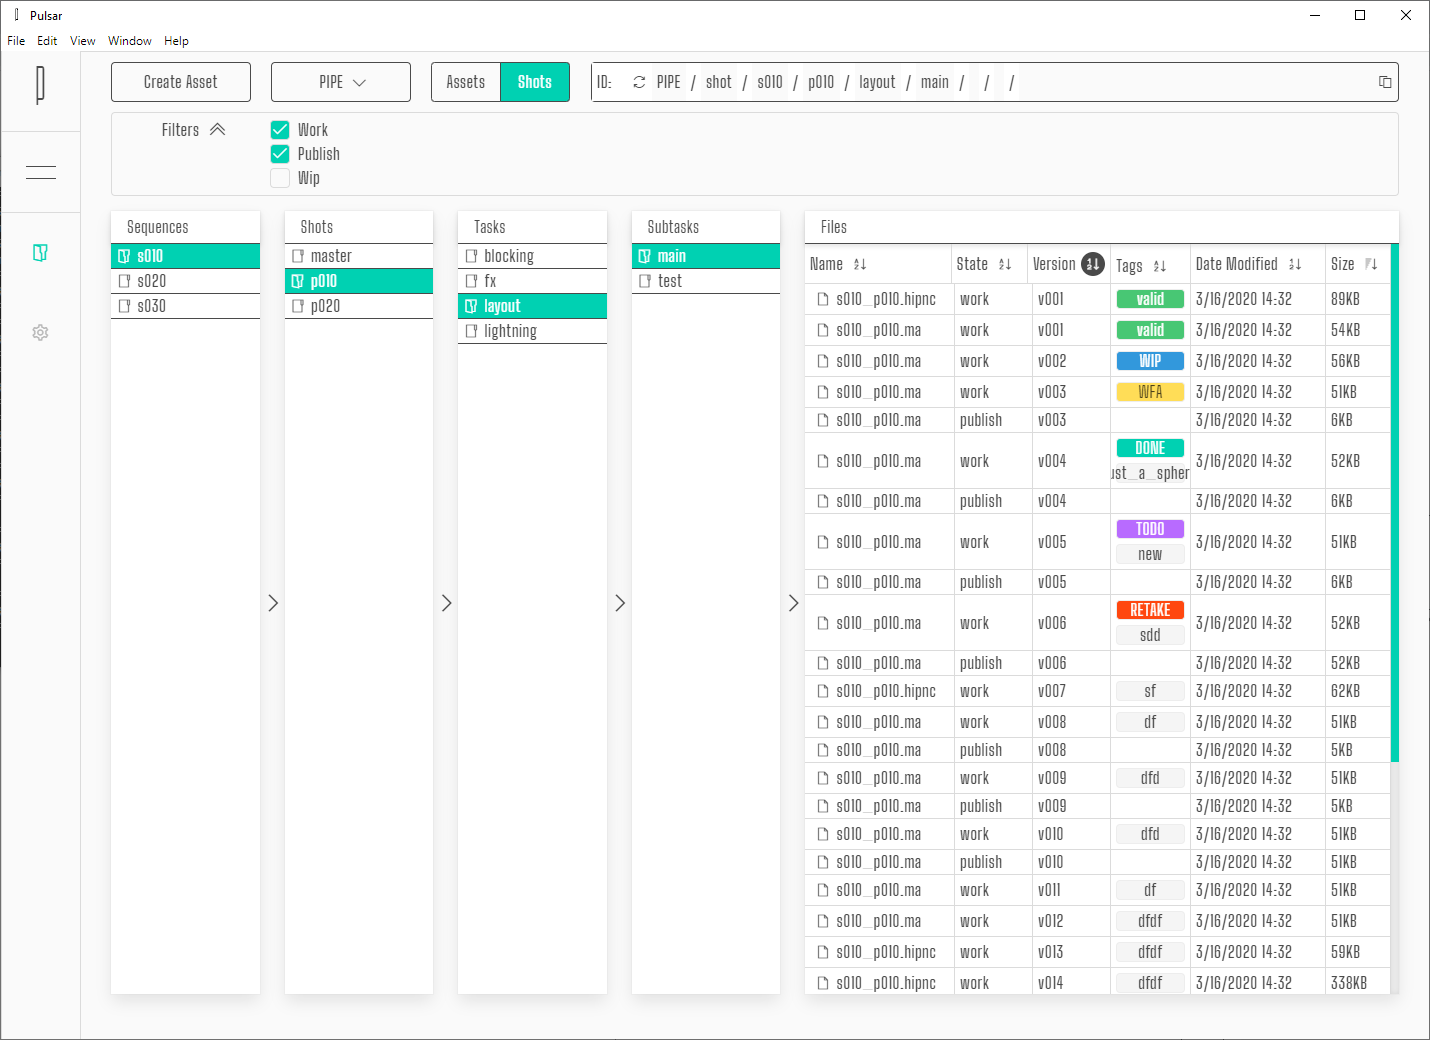 Pulsar
File Edit View Window Help
Create Asset PIPE Assets Shots ID: PIPE / shot / s010 / p010 / layout / main / / /
Filters
Work
Publish
Wip
Sequences Shots Tasks Subtasks Files
s010
s020
s030
master
p010
p020
blocking
fx
layout
lightning
main
test
Name State Version Tags Date Modified Size
s010_p010.hipnc work v001 valid 3/16/2020 14:32 89KB
s010_p010.ma work v001 valid 3/16/2020 14:32 54KB
s010_p010.ma work v002 WIP 3/16/2020 14:32 56KB
s010_p010.ma work v003 WFA 3/16/2020 14:32 51KB
s010_p010.ma publish v003 3/16/2020 14:32 6KB
s010_p010.ma work v004 DONE 3/16/2020 14:32 52KB
ust_a_spher
s010_p010.ma publish v004 3/16/2020 14:32 6KB
s010_p010.ma work v005 TODO 3/16/2020 14:32 51KB
new
s010_p010.ma publish v005 3/16/2020 14:32 6KB
s010_p010.ma work v006 RETAKE 3/16/2020 14:32 52KB
sdd
s010_p010.ma publish v006 3/16/2020 14:32 52KB
s010_p010.hipnc work v007 sf 3/16/2020 14:32 62KB
s010_p010.ma work v008 df 3/16/2020 14:32 51KB
s010_p010.ma publish v008 3/16/2020 14:32 5KB
s010_p010.ma work v009 dfd 3/16/2020 14:32 51KB
s010_p010.ma publish v009 3/16/2020 14:32 5KB
s010_p010.ma work v010 dfd 3/16/2020 14:32 51KB
s010_p010.ma publish v010 3/16/2020 14:32 51KB
s010_p010.ma work v011 df 3/16/2020 14:32 51KB
s010_p010.ma work v012 dfdf 3/16/2020 14:32 51KB
s010_p010.hipnc work v013 dfdf 3/16/2020 14:32 59KB
s010_p010.hipnc work v014 dfdf 3/16/2020 14:32 338KB